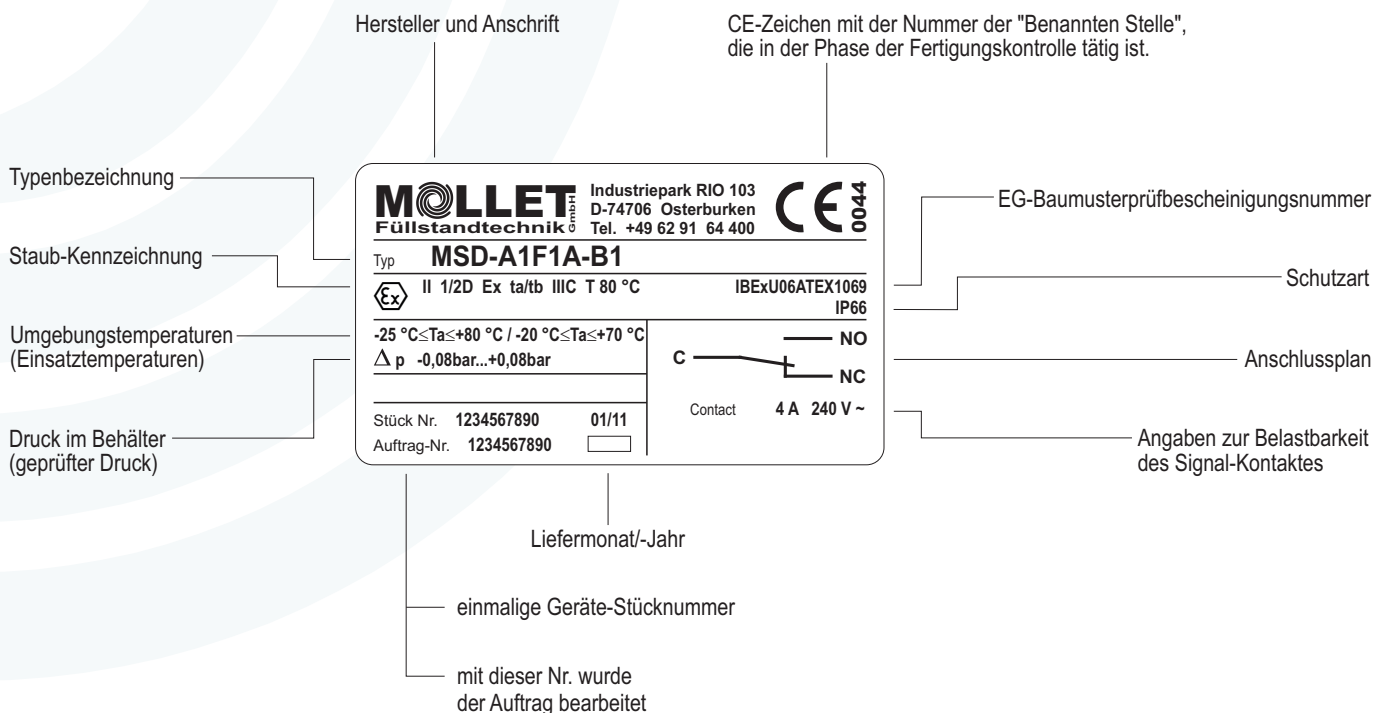 Hersteller und Anschrift
CE-Zeichen mit der Nummer der "Benannten Stelle",
die in der Phase der Fertigungskontrolle tätig ist.
Typenbezeichnung
Staub-Kennzeichnung
Umgebungstemperaturen
(Einsatztemperaturen)
Druck im Behälter
(geprüfter Druck)
MOLLET GmbH
Füllstandtechnik
Industriepark RIO 103
D-74706 Osterburken
Tel. +49 62 91 64 400
CE 0044
Typ MSD-A1F1A-B1
Ex II 1/2D Ex ta/tb IIIC T 80 °C
IBExU06ATEX1069
IP66
-25 °C≤Ta≤+80 °C / -20 °C≤Ta≤+70 °C
Δ p -0,08bar...+0,08bar
NO
C
NC
Contact 4 A 240 V ~
Stück Nr. 1234567890 01/11
Auftrag-Nr. 1234567890
EG-Baumusterprüfbescheinigungsnummer
Schutzart
Anschlussplan
Angaben zur Belastbarkeit
des Signal-Kontaktes
Liefermonat/-Jahr
einmalige Geräte-Stücknummer
mit dieser Nr. wurde
der Auftrag bearbeitet